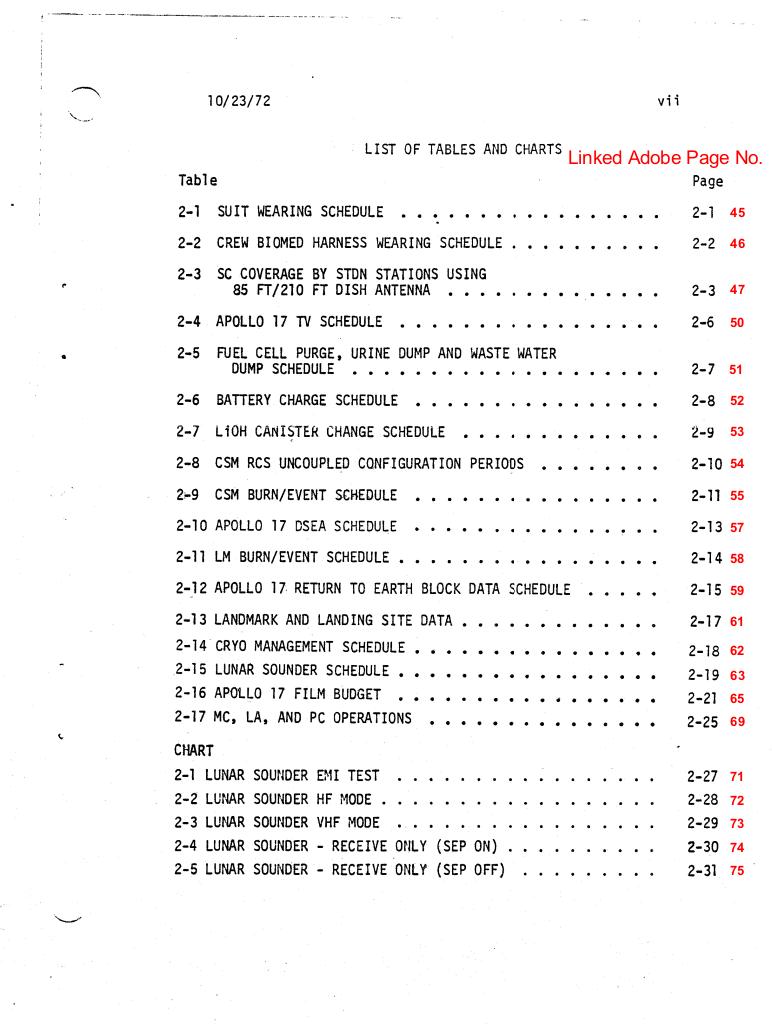 10/23/72 vii
LIST OF TABLES AND CHARTS Linked Adobe Page No.
Table Page
2-1 SUIT WEARING SCHEDULE . . . . . . . . . . . . . . . . . 2-1 45
2-2 CREW BIOMED HARNESS WEARING SCHEDULE . . . . . . . . . . 2-2 46
2-3 SC COVERAGE BY STDN STATIONS USING
85 FT/210 FT DISH ANTENNA . . . . . . . . . . . . . . 2-3 47
2-4 APOLLO 17 TV SCHEDULE . . . . . . . . . . . . . . . . . 2-6 50
2-5 FUEL CELL PURGE, URINE DUMP AND WASTE WATER
DUMP SCHEDULE . . . . . . . . . . . . . . . . . . . . 2-7 51
2-6 BATTERY CHARGE SCHEDULE . . . . . . . . . . . . . . . . 2-8 52
2-7 LiOH CANISTER CHANGE SCHEDULE . . . . . . . . . . . . . 2-9 53
2-8 CSM RCS UNCOUPLED CONFIGURATION PERIODS . . . . . . . . 2-10 54
2-9 CSM BURN/EVENT SCHEDULE . . . . . . . . . . . . . . . . 2-11 55
2-10 APOLLO 17 DSEA SCHEDULE . . . . . . . . . . . . . . . . 2-13 57
2-11 LM BURN/EVENT SCHEDULE . . . . . . . . . . . . . . . . . 2-14 58
2-12 APOLLO 17 RETURN TO EARTH BLOCK DATA SCHEDULE . . . . . 2-15 59
2-13 LANDMARK AND LANDING SITE DATA . . . . . . . . . . . . . 2-17 61
2-14 CRYO MANAGEMENT SCHEDULE . . . . . . . . . . . . . . . . 2-18 62
2-15 LUNAR SOUNDER SCHEDULE . . . . . . . . . . . . . . . . . 2-19 63
2-16 APOLLO 17 FILM BUDGET . . . . . . . . . . . . . . . . . 2-21 65
2-17 MC, LA, AND PC OPERATIONS . . . . . . . . . . . . . . . 2-25 69
CHART
2-1 LUNAR SOUNDER EMI TEST . . . . . . . . . . . . . . . . . 2-27 71
2-2 LUNAR SOUNDER HF MODE . . . . . . . . . . . . . . . . . . 2-28 72
2-3 LUNAR SOUNDER VHF MODE . . . . . . . . . . . . . . . . . 2-29 73
2-4 LUNAR SOUNDER - RECEIVE ONLY (SEP ON) . . . . . . . . . . 2-30 74
2-5 LUNAR SOUNDER - RECEIVE ONLY (SEP OFF) . . . . . . . . . 2-31 75